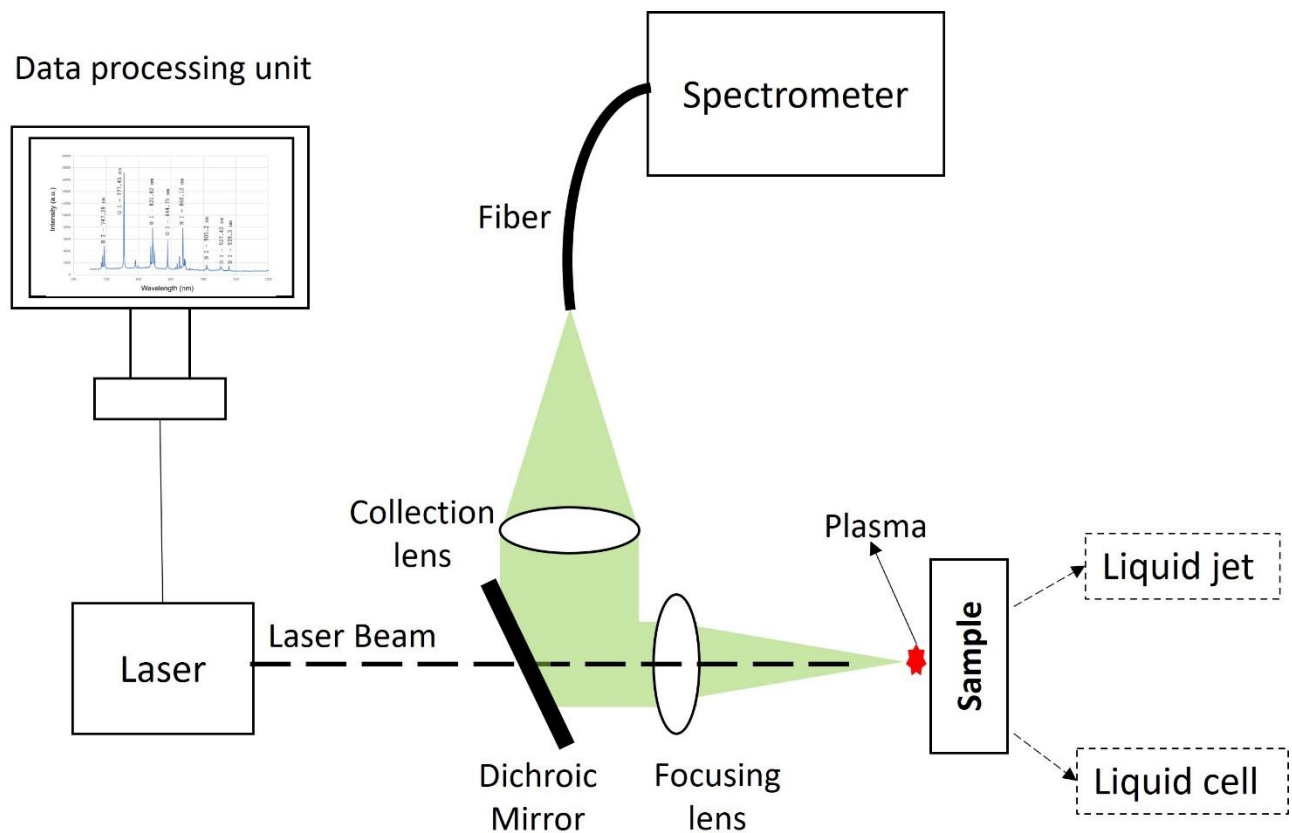 Data processing unit
Spectrometer
Intensity (a.u.)
Wavelength (nm)
Fiber
Collection
lens
Plasma
Liquid jet
Laser Beam
Laser
Sample
Dichroic
Mirror
Focusing
lens
Liquid cell